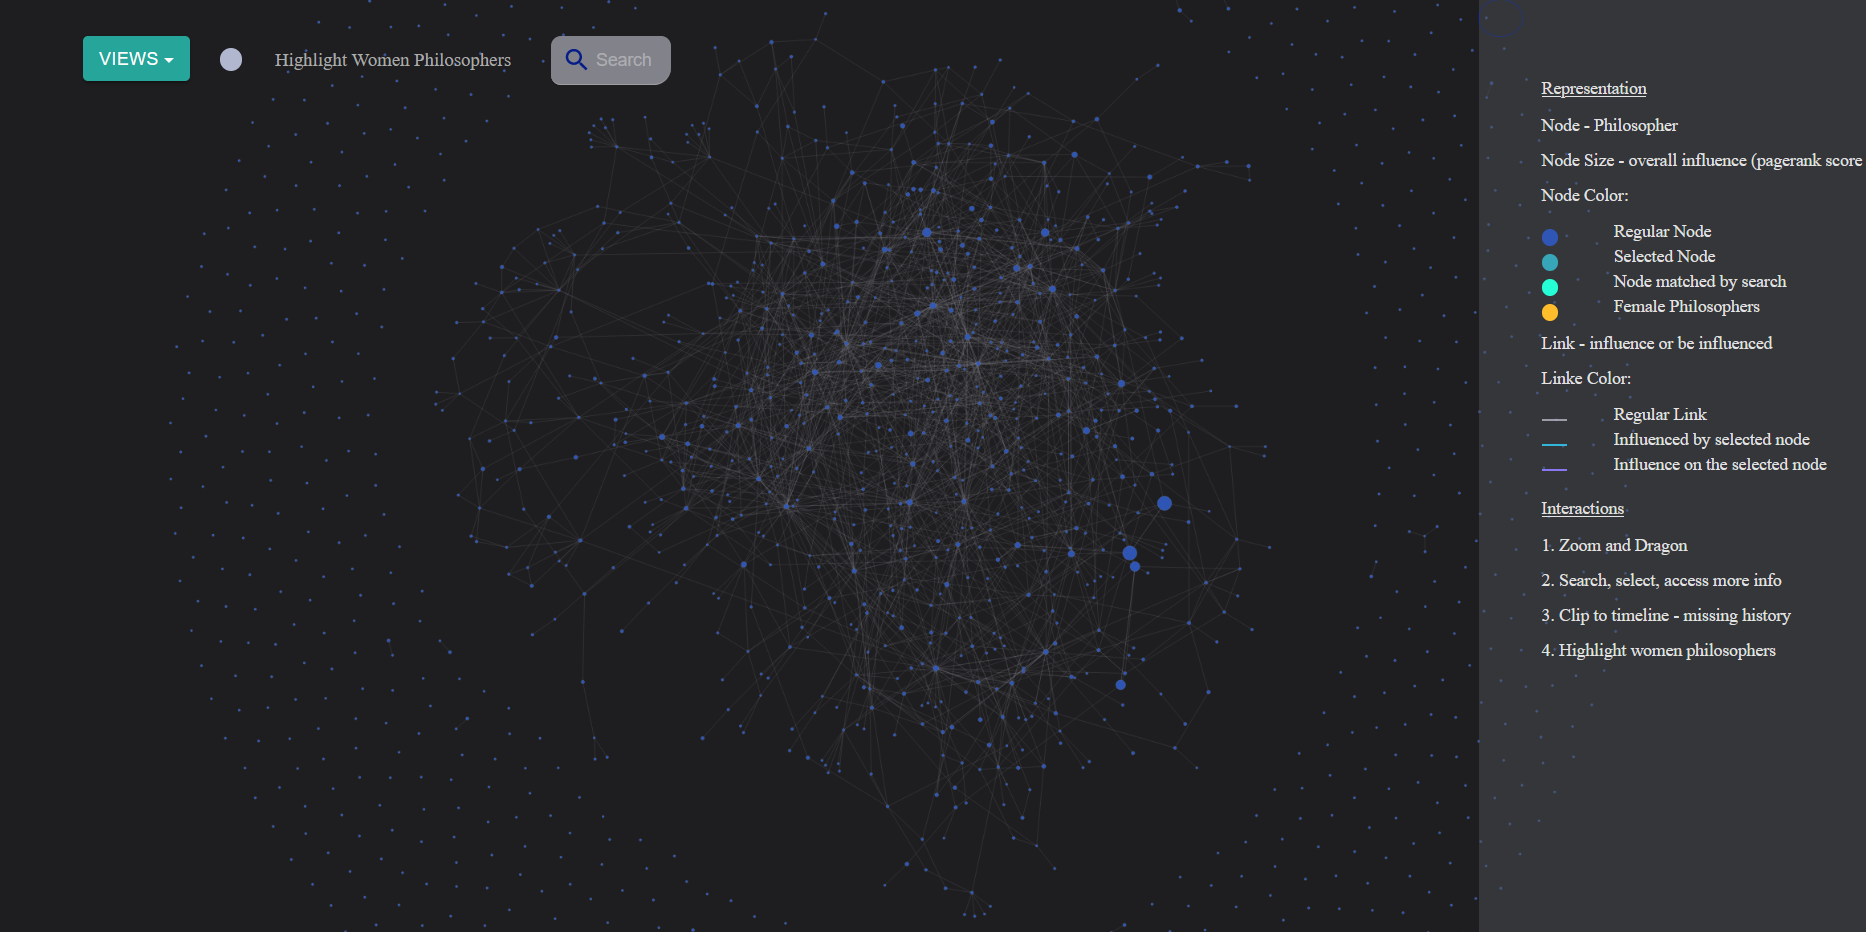 VIEWS
Highlight Women Philosophers
Search
Representation
Node - Philosopher
Node Size - overall influence (pagerank score
Node Color:
Regular Node
Selected Node
Node matched by search
Female Philosophers
Link - influence or be influenced
Linke Color:
Regular Link
Influenced by selected node
Influence on the selected node
Interactions
1. Zoom and Dragon
2. Search, select, access more info
3. Clip to timeline - missing history
4. Highlight women philosophers